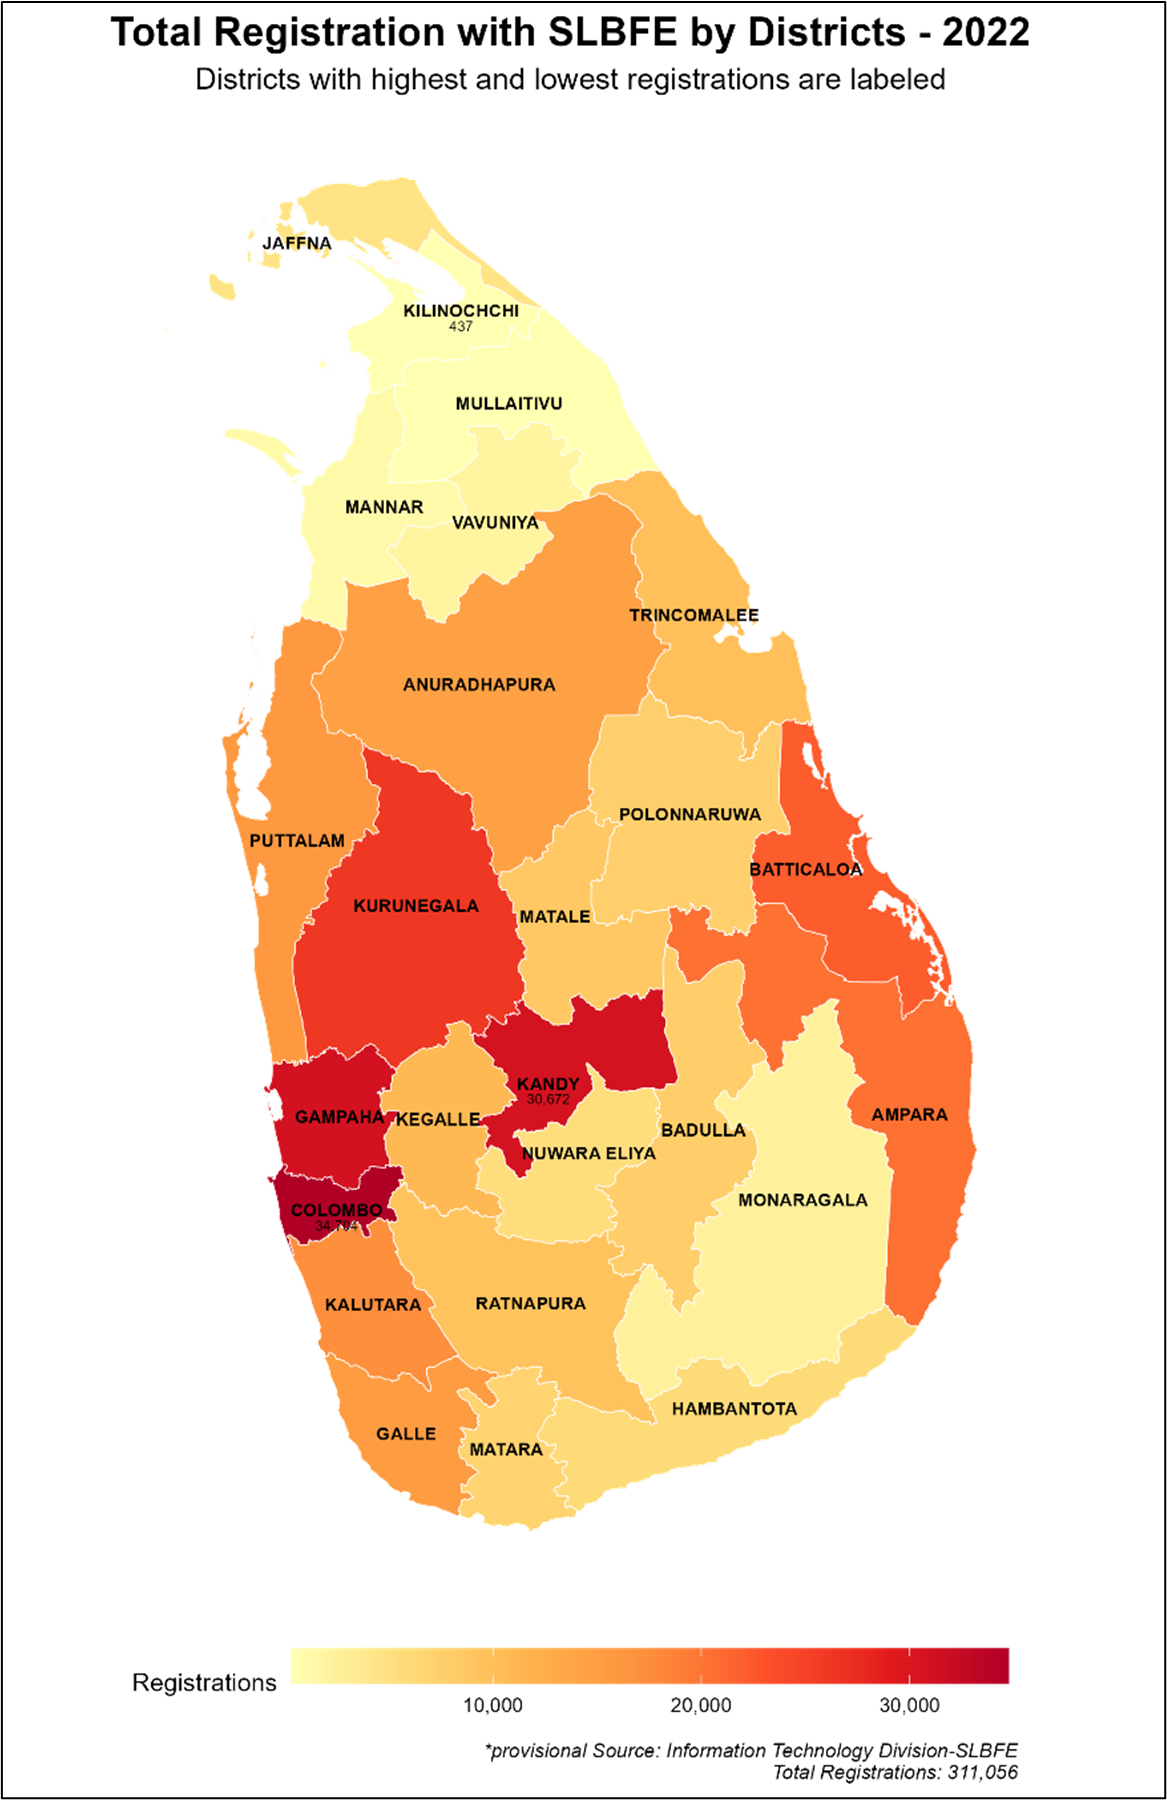 Total Registration with SLBFE by Districts - 2022
Districts with highest and lowest registrations are labeled
JAFFNA
KILINOCHCHI
437
MULLAITIVU
MANNAR
VAVUNIYA
TRINCOMALEE
ANURADHAPURA
POLONNARUWA
PUTTALAM
BATTICALOA
KURUNEGALA
MATALE
KANDY
30,672
GAMPAHA
KEGALLE
AMPARA
BADULLA
NUWARA ELIYA
MONARAGALA
COLOMBO
34,704
KALUTARA
RATNAPURA
HAMBANTOTA
GALLE
MATARA
Registrations
10,000
20,000
30,000
*provisional Source: Information Technology Division-SLBFE
Total Registrations: 311,056